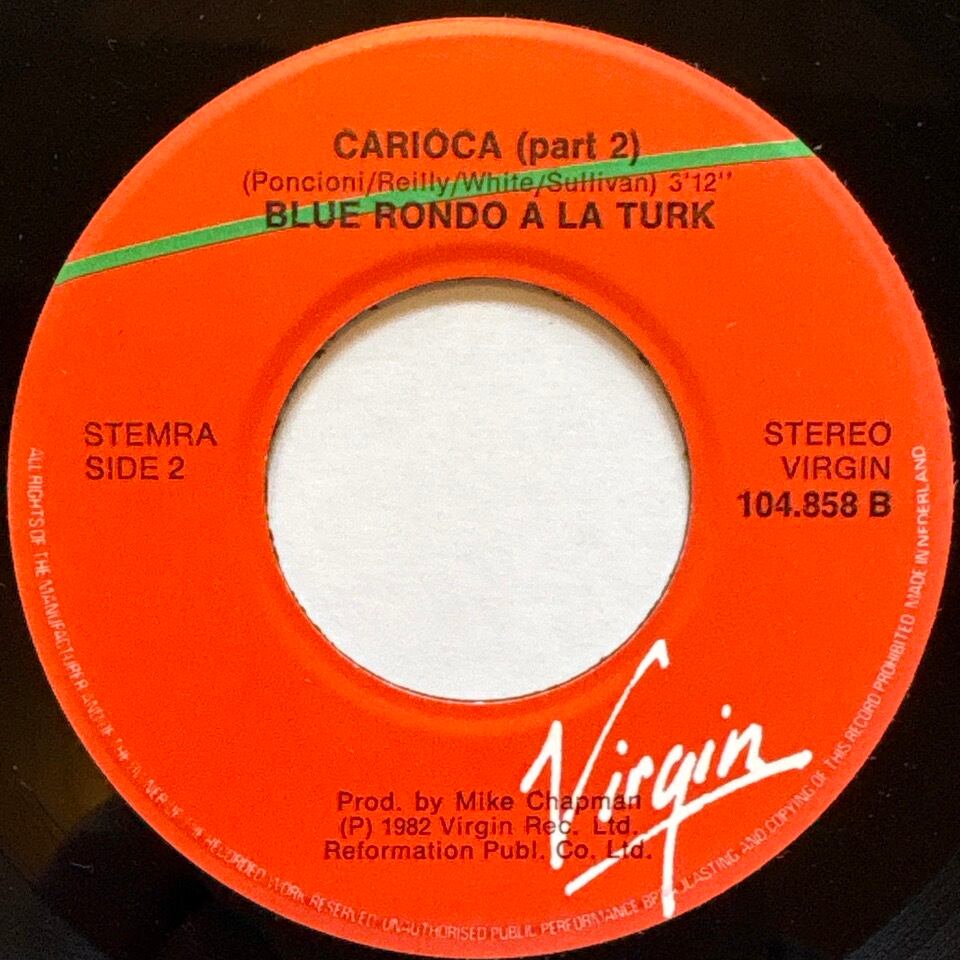 CARIOCA (part 2)
(Poncioni/Reilly/White/Sullivan) 3'12"
BLUE RONDO A LA TURK
STEMRA
SIDE 2
STEREO
VIRGIN
104.858 B
Virgin
Prod. by Mike Chapman
(P) 1982 Virgin Rec. Ltd.
Reformation Publ. Co. Ltd.
ALL RIGHTS OF THE MANUFACTURER AND OF THE OWNER OF THE RECORDED WORK RESERVED UNAUTHORISED PUBLIC PERFORMANCE BROADCASTING AND COPYING OF THIS RECORD PROHIBITED MADE IN NEDERLAND